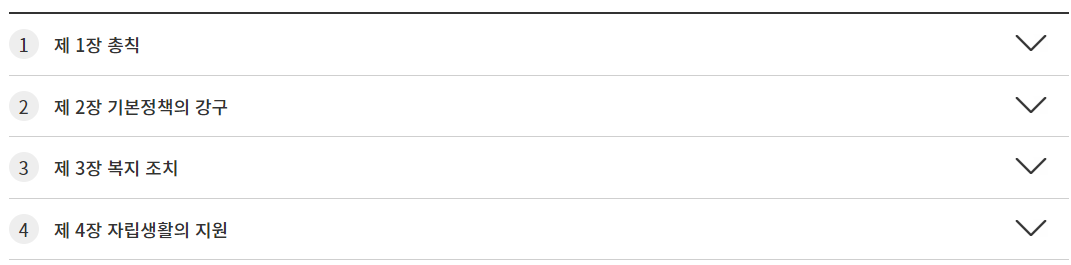 1 제 1장 총칙
2 제 2장 기본정책의 강구
3 제 3장 복지 조치
4 제 4장 자립생활의 지원